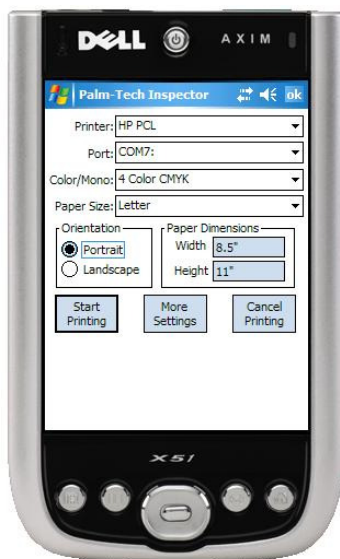 DELL AXIM
Palm-Tech Inspector ok
Printer: HP PCL
Port: COM7:
Color/Mono: 4 Color CMYK
Paper Size: Letter
Orientation Paper Dimensions
Portrait Width 8.5"
Landscape Height 11"
Start Printing More Settings Cancel Printing
X51